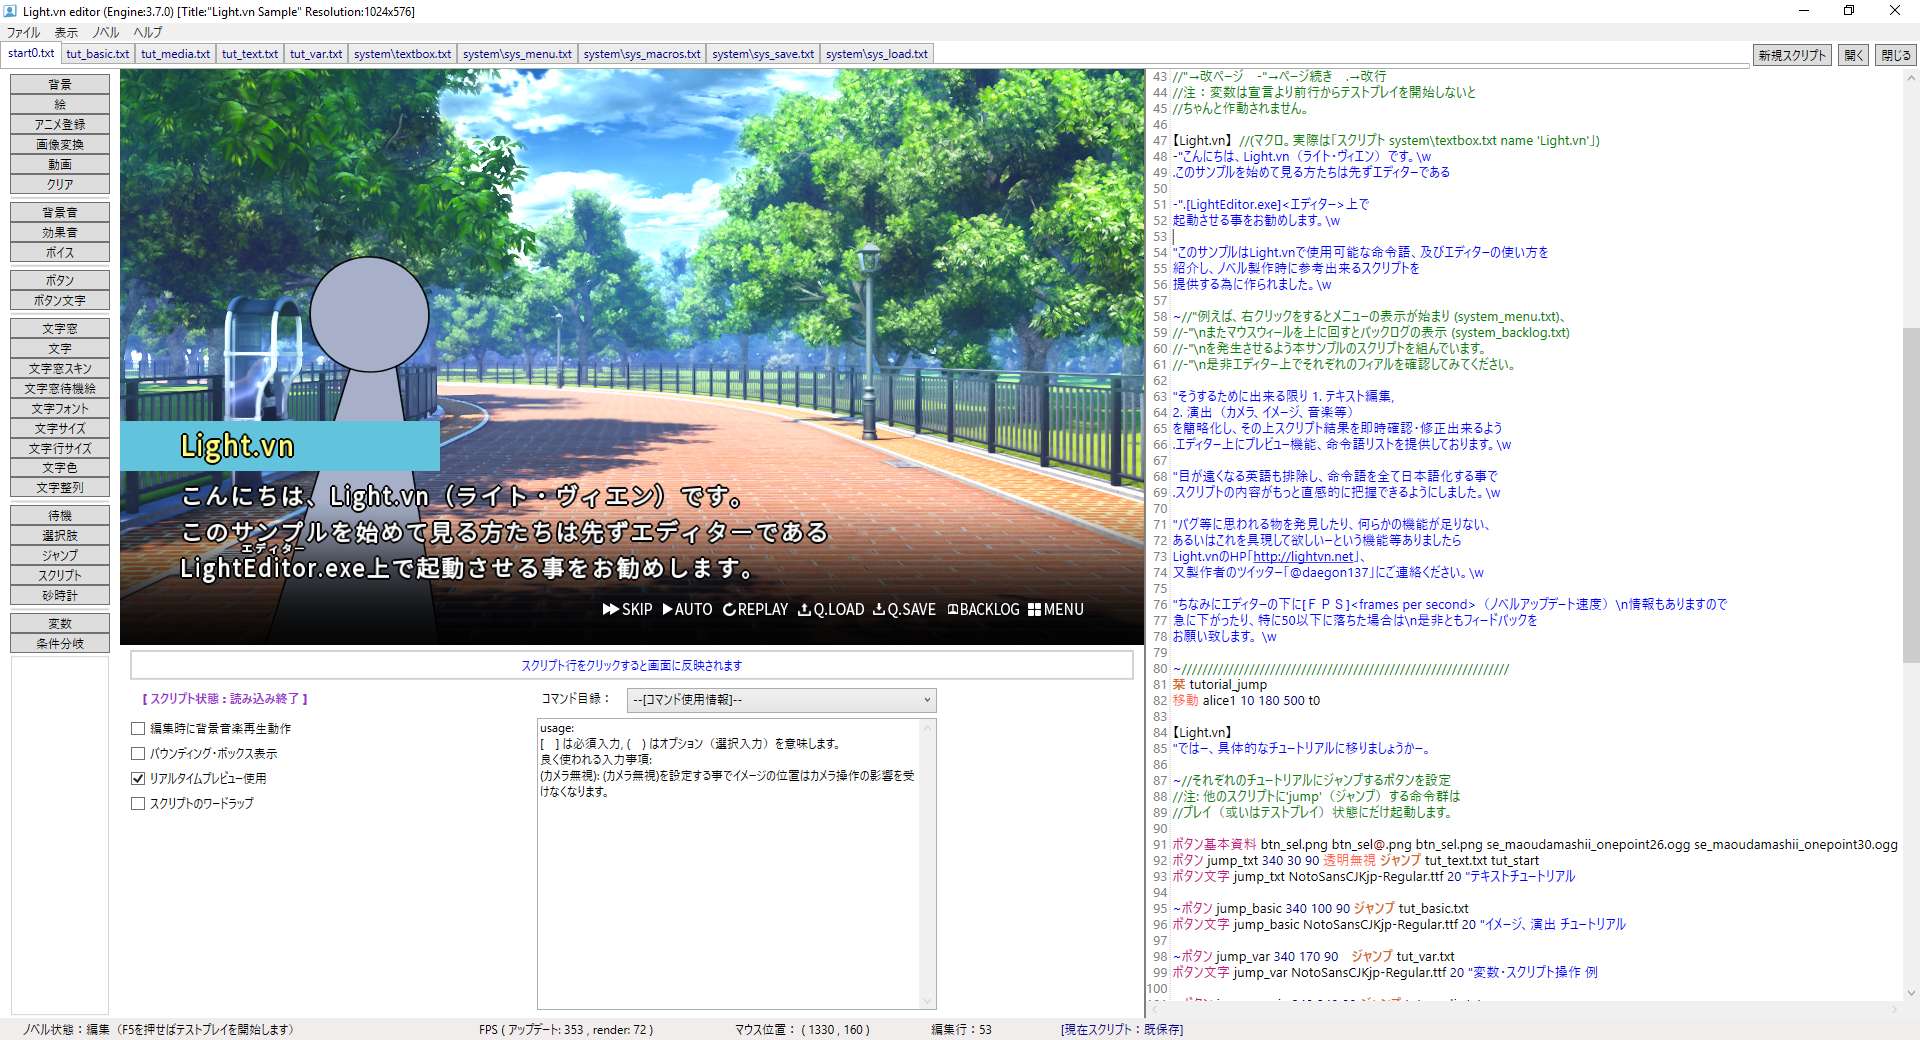 Light.vn editor (Engine:3.7.0) [Title:"Light.vn Sample" Resolution:1024x576]
ファイル 表示 ノベル ヘルプ
start0.txt tut_basic.txt tut_media.txt tut_text.txt tut_var.txt system\textbox.txt system\sys_menu.txt system\sys_macros.txt system\sys_save.txt system\sys_load.txt 新規スクリプト 開く 閉じる
背景
絵
アニメ登録
画像変換
動画
クリア
背景音
効果音
ボイス
ボタン
ボタン文字
文字窓
文字
文字窓スキン
文字窓待機絵
文字フォント
文字サイズ
文字行サイズ
文字色
文字整列
待機
選択肢
ジャンプ
スクリプト
砂時計
変数
条件分岐
Light.vn
こんにちは、Light.vn（ライト・ヴィエン）です。
このサンプルを始めて見る方たちは先ずエディターである
エディター
LightEditor.exe上で起動させる事をお勧めします。
SKIP AUTO REPLAY Q.LOAD Q.SAVE BACKLOG MENU
スクリプト行をクリックすると画面に反映されます
[ スクリプト状態：読み込み終了 ]
編集時に背景音楽再生動作
バウンディング・ボックス表示
リアルタイムプレビュー使用
スクリプトのワードラップ
コマンド目録： --[コマンド使用情報]--
usage:
[　] は必須入力, (　) はオプション（選択入力）を意味します。
良く使われる入力事項:
(カメラ無視): (カメラ無視)を設定する事でイメージの位置はカメラ操作の影響を受
けなくなります。
43 //"→改ページ　-"→ページ続き　.→改行
44 //注：変数は宣言より前行からテストプレイを開始しないと
45 //ちゃんと作動されません。
46
47 【Light.vn】 //(マクロ。実際は「スクリプト system\textbox.txt name 'Light.vn'」)
48 -"こんにちは、Light.vn（ライト・ヴィエン）です。\w
49 .このサンプルを始めて見る方たちは先ずエディターである
50
51 -".[LightEditor.exe]<エディター>上で
52 起動させる事をお勧めします。\w
53
54 "このサンプルはLight.vnで使用可能な命令語、及びエディターの使い方を
55 紹介し、ノベル製作時に参考出来るスクリプトを
56 提供する為に作られました。\w
57
58 ~//"例えば、右クリックをするとメニューの表示が始まり (system_menu.txt)、
59 //-"\nまたマウスウィールを上に回すとバックログの表示 (system_backlog.txt)
60 //-"\nを発生させるよう本サンプルのスクリプトを組んでいます。
61 //-"\n是非エディター上でそれぞれのフィアルを確認してみてください。
62
63 "そうするために出来る限り 1. テキスト編集,
64 2. 演出（カメラ、イメージ、音楽等）
65 を簡略化し、その上スクリプト結果を即時確認・修正出来るよう
66 .エディター上にプレビュー機能、命令語リストを提供しております。\w
67
68 "目が遠くなる英語も排除し、命令語を全て日本語化する事で
69 .スクリプトの内容がもっと直感的に把握できるようにしました。\w
70
71 "バグ等に思われる物を発見したり、何らかの機能が足りない、
72 あるいはこれを具現して欲しいーという機能等ありましたら
73 Light.vnのHP「http://lightvn.net」、
74 又製作者のツイッター「@daegon137」にご連絡ください。\w
75
76 "ちなみにエディターの下に[ＦＰＳ]<frames per second>（ノベルアップデート速度）\n情報もありますので
77 急に下がったり、特に50以下に落ちた場合は\n是非ともフィードバックを
78 お願い致します。\w
79
80 ~///////////////////////////////////////////////////////////////
81 栞 tutorial_jump
82 移動 alice1 10 180 500 t0
83
84 【Light.vn】
85 "ではー、具体的なチュートリアルに移りましょうかー。
86
87 ~//それぞれのチュートリアルにジャンプするボタンを設定
88 //注: 他のスクリプトに'jump'（ジャンプ）する命令群は
89 //プレイ（或いはテストプレイ）状態にだけ起動します。
90
91 ボタン基本資料 btn_sel.png btn_sel@.png btn_sel.png se_maoudamashii_onepoint26.ogg se_maoudamashii_onepoint30.ogg
92 ボタン jump_txt 340 30 90 透明無視 ジャンプ tut_text.txt tut_start
93 ボタン文字 jump_txt NotoSansCJKjp-Regular.ttf 20 "テキストチュートリアル
94
95 ~ボタン jump_basic 340 100 90 ジャンプ tut_basic.txt
96 ボタン文字 jump_basic NotoSansCJKjp-Regular.ttf 20 "イメージ、演出 チュートリアル
97
98 ~ボタン jump_var 340 170 90　ジャンプ tut_var.txt
99 ボタン文字 jump_var NotoSansCJKjp-Regular.ttf 20 "変数・スクリプト操作 例
100
ノベル状態：編集（F5を押せばテストプレイを開始します） FPS ( アップデート: 353 , render: 72 ) マウス位置： ( 1330 , 160 ) 編集行：53 [現在スクリプト：既保存]